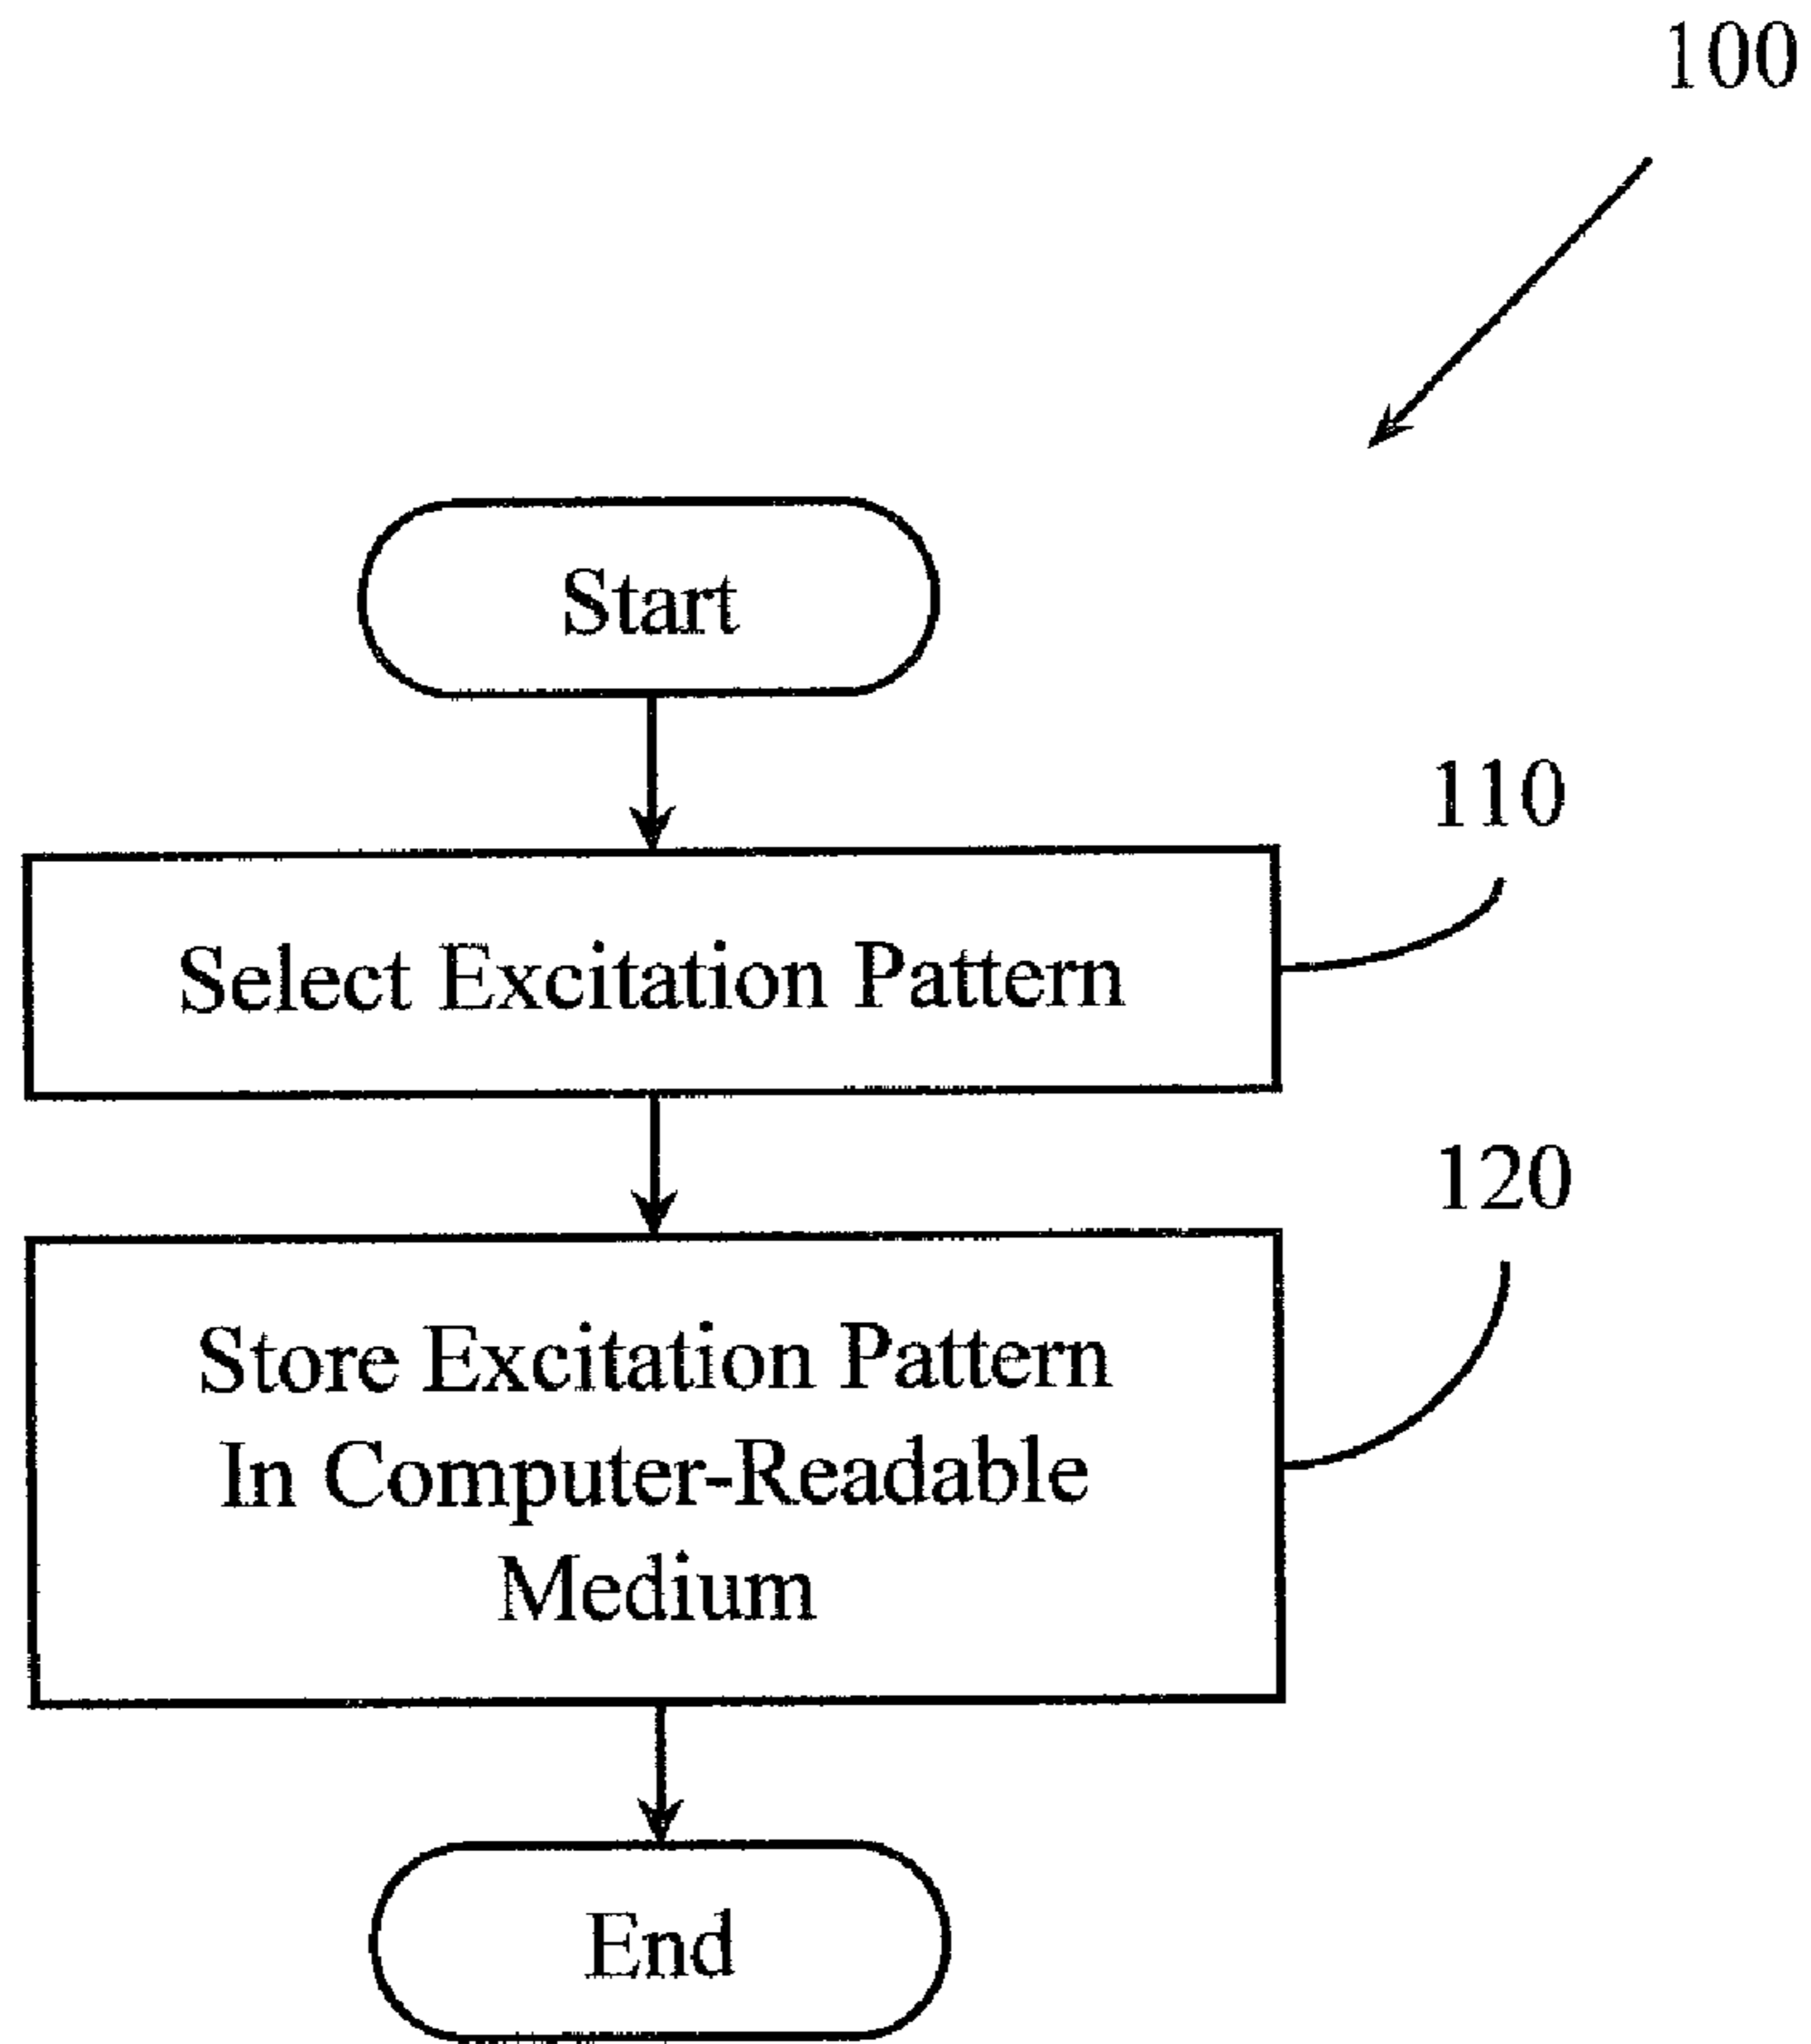 100
Start
110
Select Excitation Pattern
120
Store Excitation Pattern
In Computer-Readable
Medium
End